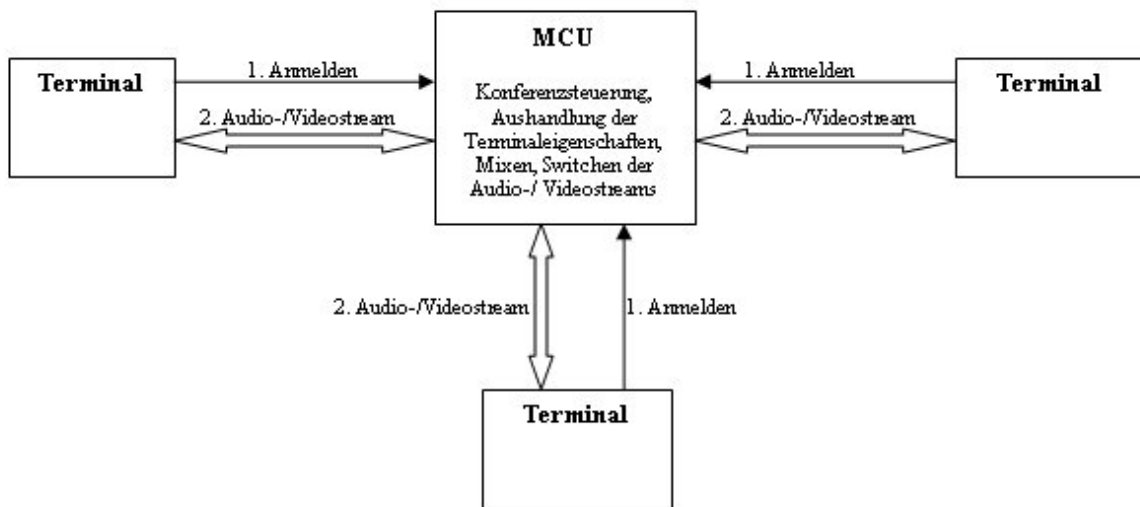 MCU
Terminal
1. Anmelden
2. Audio-/Videostream
Konferenzsteuerung,
Aushandlung der
Terminaleigenschaften,
Mixen, Switchen der
Audio-/ Videostreams
1. Anmelden
2. Audio-/Videostream
Terminal
2. Audio-/Videostream
1. Anmelden
Terminal